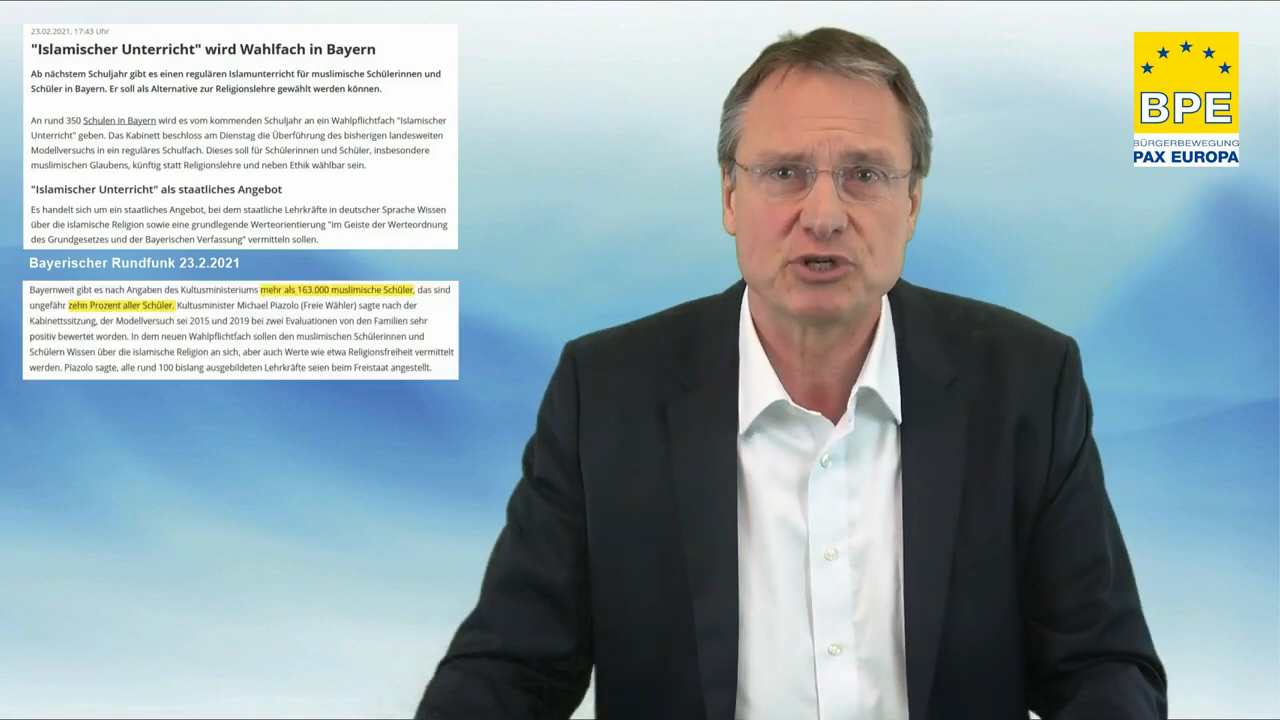 23.02.2021, 17:43 Uhr
"Islamischer Unterricht" wird Wahlfach in Bayern
Ab nächstem Schuljahr gibt es einen regulären Islamunterricht für muslimische Schülerinnen und
Schüler in Bayern. Er soll als Alternative zur Religionslehre gewählt werden können.
An rund 350 Schulen in Bayern wird es vom kommenden Schuljahr an ein Wahlpflichtfach "Islamischer
Unterricht" geben. Das Kabinett beschloss am Dienstag die Überführung des bisherigen landesweiten
Modellversuchs in ein reguläres Schulfach. Dieses soll für Schülerinnen und Schüler, insbesondere
muslimischen Glaubens, künftig statt Religionslehre und neben Ethik wählbar sein.
"Islamischer Unterricht" als staatliches Angebot
Es handelt sich um ein staatliches Angebot, bei dem staatliche Lehrkräfte in deutscher Sprache Wissen
über die islamische Religion sowie eine grundlegende Werteorientierung "im Geiste der Werteordnung
des Grundgesetzes und der Bayerischen Verfassung" vermitteln sollen.
Bayerischer Rundfunk 23.2.2021
Bayernweit gibt es nach Angaben des Kultusministeriums mehr als 163.000 muslimische Schüler, das sind
ungefähr zehn Prozent aller Schüler. Kultusminister Michael Piazolo (Freie Wähler) sagte nach der
Kabinettssitzung, der Modellversuch sei 2015 und 2019 bei zwei Evaluationen von den Familien sehr
positiv bewertet worden. In dem neuen Wahlpflichtfach sollen den muslimischen Schülerinnen und
Schülern Wissen über die islamische Religion an sich, aber auch Werte wie etwa Religionsfreiheit vermittelt
werden. Piazolo sagte, alle rund 100 bislang ausgebildeten Lehrkräfte seien beim Freistaat angestellt.
BPE
BÜRGERBEWEGUNG
PAX EUROPA